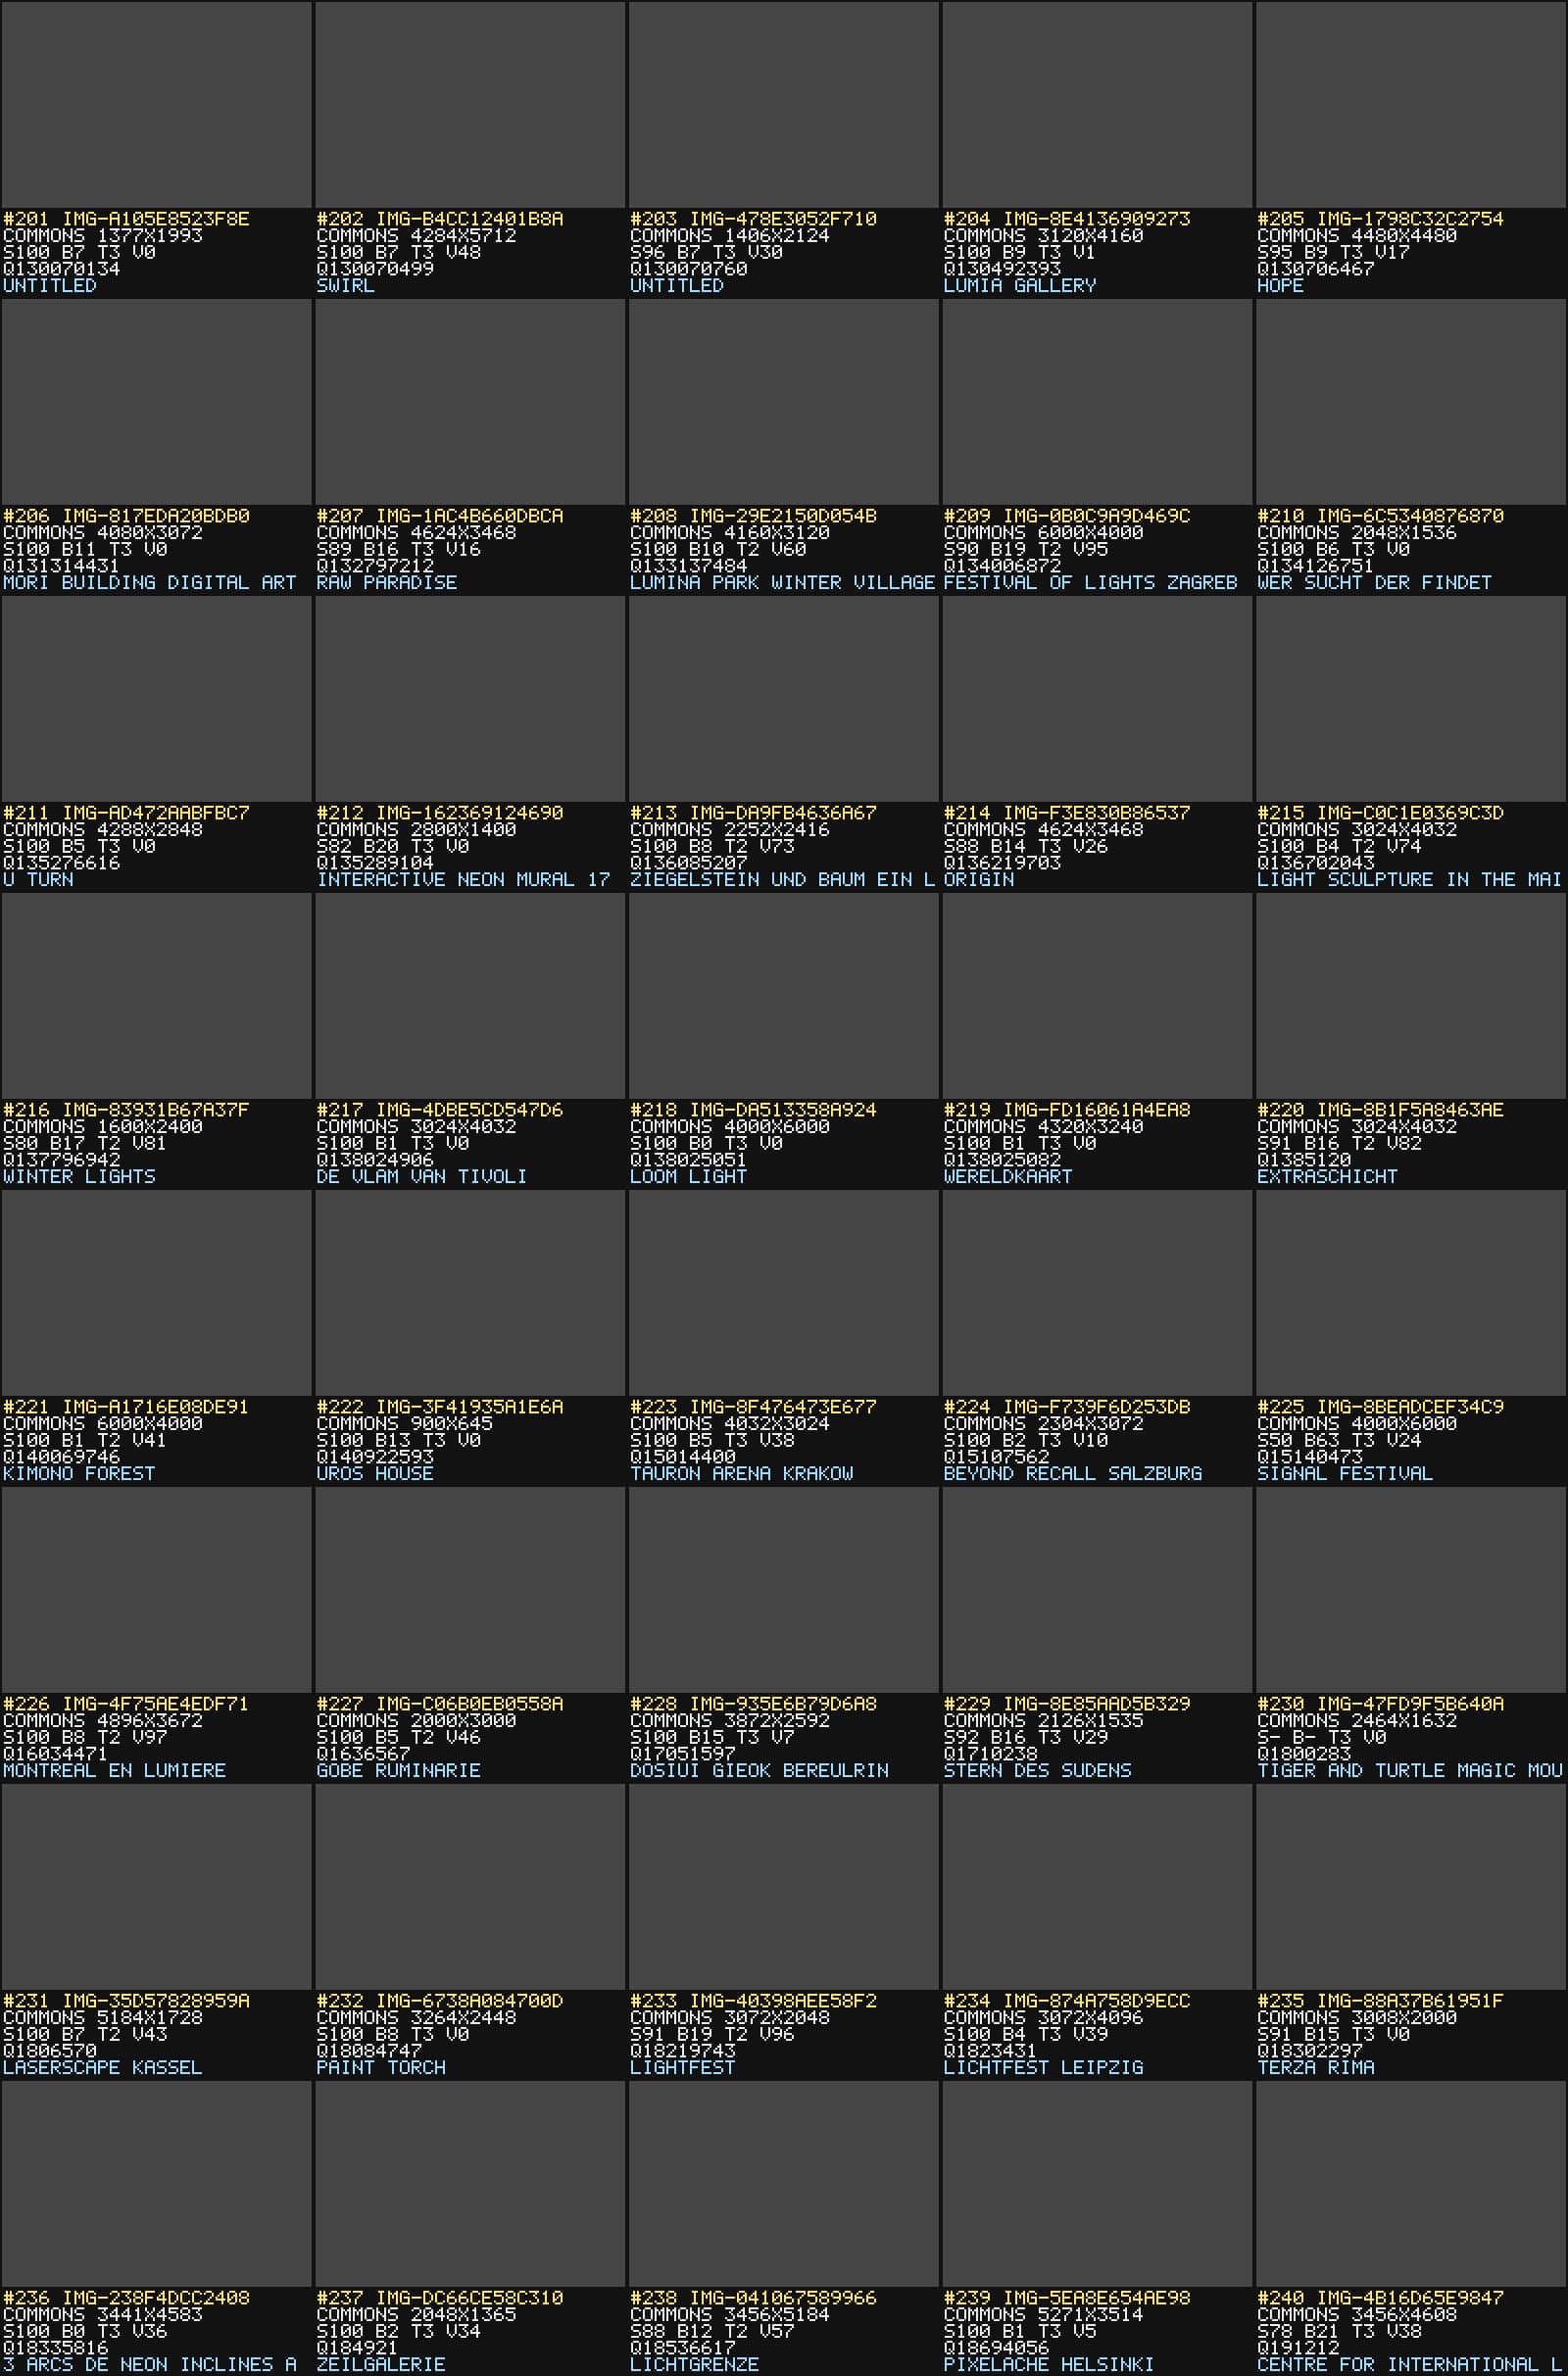 #201 IMG-A105E8523F8E
COMMONS 1377X1993
S100 B7 T3 V0
Q130070134
UNTITLED
#202 IMG-B4CC12401B8A
COMMONS 4284X5712
S100 B7 T3 V48
Q130070499
SWIRL
#203 IMG-478E3052F710
COMMONS 1406X2124
S96 B7 T3 V30
Q130070760
UNTITLED
#204 IMG-8E4136909273
COMMONS 3120X4160
S100 B9 T3 V1
Q130492393
LUMIA GALLERY
#205 IMG-1798C32C2754
COMMONS 4480X4480
S95 B9 T3 V17
Q130706467
HOPE
#206 IMG-817EDA20BDB0
COMMONS 4080X3072
S100 B11 T3 V0
Q131314431
MORI BUILDING DIGITAL ART
#207 IMG-1AC4B660DBCA
COMMONS 4624X3468
S89 B16 T3 V16
Q132797212
RAW PARADISE
#208 IMG-29E2150D054B
COMMONS 4160X3120
S100 B10 T2 V60
Q133137484
LUMINA PARK WINTER VILLAGE
#209 IMG-0B0C9A9D469C
COMMONS 6000X4000
S90 B19 T2 V95
Q134006872
FESTIVAL OF LIGHTS ZAGREB
#210 IMG-6C5340876870
COMMONS 2048X1536
S100 B6 T3 V0
Q134126751
WER SUCHT DER FINDET
#211 IMG-AD472AABFBC7
COMMONS 4288X2848
S100 B5 T3 V0
Q135276616
U TURN
#212 IMG-162369124690
COMMONS 2800X1400
S82 B20 T3 V0
Q135289104
INTERACTIVE NEON MURAL 17
#213 IMG-DA9FB4636A67
COMMONS 2252X2416
S100 B8 T2 V73
Q136085207
ZIEGELSTEIN UND BAUM EIN L
#214 IMG-F3E830B86537
COMMONS 4624X3468
S88 B14 T3 V26
Q136219703
ORIGIN
#215 IMG-C0C1E0369C3D
COMMONS 3024X4032
S100 B4 T2 V74
Q136702043
LIGHT SCULPTURE IN THE MAI
#216 IMG-83931B67A37F
COMMONS 1600X2400
S80 B17 T2 V81
Q137796942
WINTER LIGHTS
#217 IMG-4DBE5CD547D6
COMMONS 3024X4032
S100 B1 T3 V0
Q138024906
DE VLAM VAN TIVOLI
#218 IMG-DA513358A924
COMMONS 4000X6000
S100 B0 T3 V0
Q138025051
LOOM LIGHT
#219 IMG-FD16061A4EA8
COMMONS 4320X3240
S100 B1 T3 V0
Q138025082
WERELDKAART
#220 IMG-8B1F5A8463AE
COMMONS 3024X4032
S91 B16 T2 V82
Q1385120
EXTRASCHICHT
#221 IMG-A1716E08DE91
COMMONS 6000X4000
S100 B1 T2 V41
Q140069746
KIMONO FOREST
#222 IMG-3F41935A1E6A
COMMONS 900X645
S100 B13 T3 V0
Q140922593
UROS HOUSE
#223 IMG-8F476473E677
COMMONS 4032X3024
S100 B5 T3 V38
Q15014400
TAURON ARENA KRAKOW
#224 IMG-F739F6D253DB
COMMONS 2304X3072
S100 B2 T3 V10
Q15107562
BEYOND RECALL SALZBURG
#225 IMG-8BEADCEF34C9
COMMONS 4000X6000
S50 B63 T3 V24
Q15140473
SIGNAL FESTIVAL
#226 IMG-4F75AE4EDF71
COMMONS 4896X3672
S100 B8 T2 V97
Q16034471
MONTREAL EN LUMIERE
#227 IMG-C06B0EB0558A
COMMONS 2000X3000
S100 B5 T2 V46
Q1636567
GOBE RUMINARIE
#228 IMG-935E6B79D6A8
COMMONS 3872X2592
S100 B15 T3 V7
Q17051597
DOSIUI GIEOK BEREULRIN
#229 IMG-8E85AAD5B329
COMMONS 2126X1535
S92 B16 T3 V29
Q1710238
STERN DES SUDENS
#230 IMG-47FD9F5B640A
COMMONS 2464X1632
S- B- T3 V0
Q1800283
TIGER AND TURTLE MAGIC MOU
#231 IMG-35D57828959A
COMMONS 5184X1728
S100 B7 T2 V43
Q1806570
LASERSCAPE KASSEL
#232 IMG-6738A084700D
COMMONS 3264X2448
S100 B8 T3 V0
Q18084747
PAINT TORCH
#233 IMG-40398AEE58F2
COMMONS 3072X2048
S91 B19 T2 V96
Q18219743
LIGHTFEST
#234 IMG-874A758D9ECC
COMMONS 3072X4096
S100 B4 T3 V39
Q1823431
LICHTFEST LEIPZIG
#235 IMG-88A37B61951F
COMMONS 3008X2000
S91 B15 T3 V0
Q18302297
TERZA RIMA
#236 IMG-238F4DCC2408
COMMONS 3441X4583
S100 B0 T3 V36
Q18335816
3 ARCS DE NEON INCLINES A
#237 IMG-DC66CE58C310
COMMONS 2048X1365
S100 B2 T3 V34
Q184921
ZEILGALERIE
#238 IMG-041067589966
COMMONS 3456X5184
S88 B12 T2 V57
Q18536617
LICHTGRENZE
#239 IMG-5EA8E654AE98
COMMONS 5271X3514
S100 B1 T3 V5
Q18694056
PIXELACHE HELSINKI
#240 IMG-4B16D65E9847
COMMONS 3456X4608
S78 B21 T3 V38
Q191212
CENTRE FOR INTERNATIONAL L